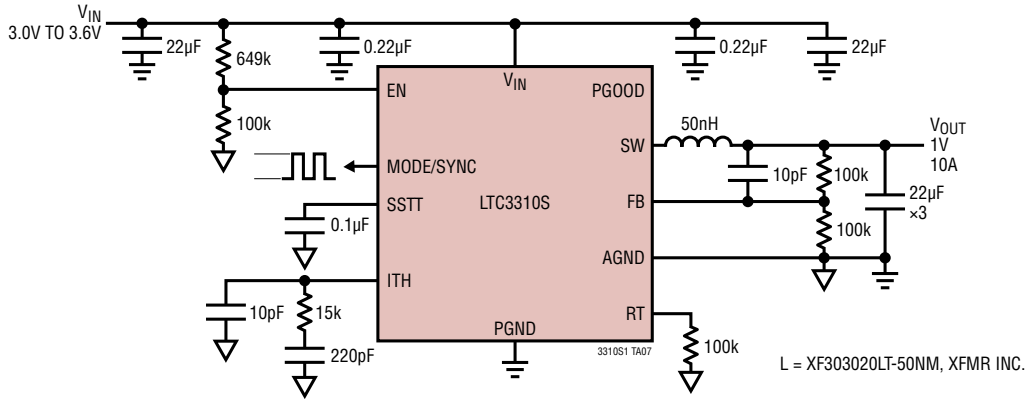 VIN
3.0V TO 3.6V
22µF
649k
0.22µF
0.22µF
22µF
100k
EN
VIN
PGOOD
50nH
SW
VOUT
1V
10A
MODE/SYNC
10pF
100k
22µF
×3
SSTT
LTC3310S
FB
0.1µF
100k
AGND
ITH
10pF
15k
RT
220pF
PGND
3310S1 TA07
100k
L = XF303020LT-50NM, XFMR INC.